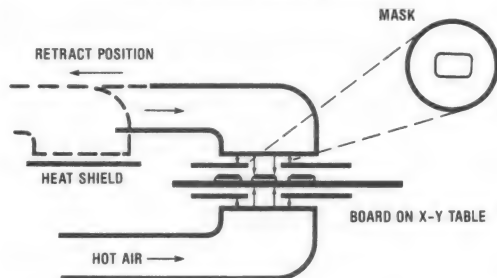 MASK
RETRACT POSITION
HEAT SHIELD
BOARD ON X-Y TABLE
HOT AIR